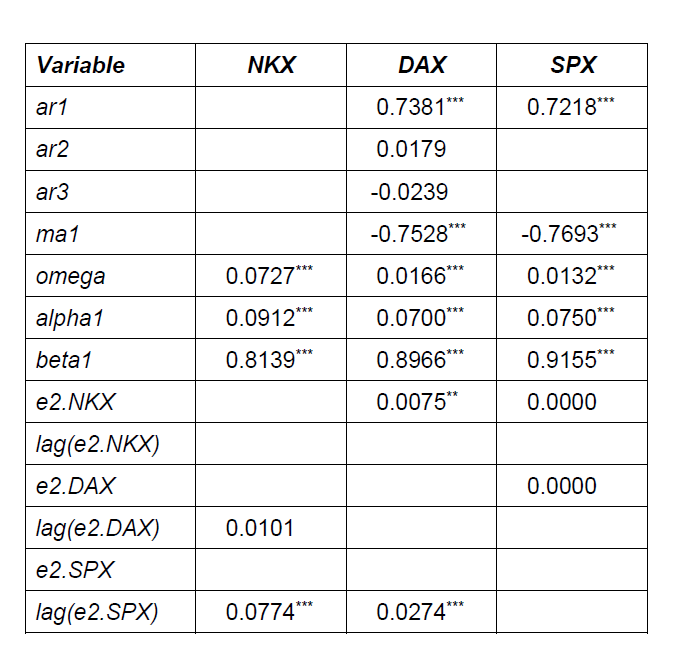 Variable NKX DAX SPX
ar1 0.7381*** 0.7218***
ar2 0.0179
ar3 -0.0239
ma1 -0.7528*** -0.7693***
omega 0.0727*** 0.0166*** 0.0132***
alpha1 0.0912*** 0.0700*** 0.0750***
beta1 0.8139*** 0.8966*** 0.9155***
e2.NKX 0.0075** 0.0000
lag(e2.NKX)
e2.DAX 0.0000
lag(e2.DAX) 0.0101
e2.SPX
lag(e2.SPX) 0.0774*** 0.0274***